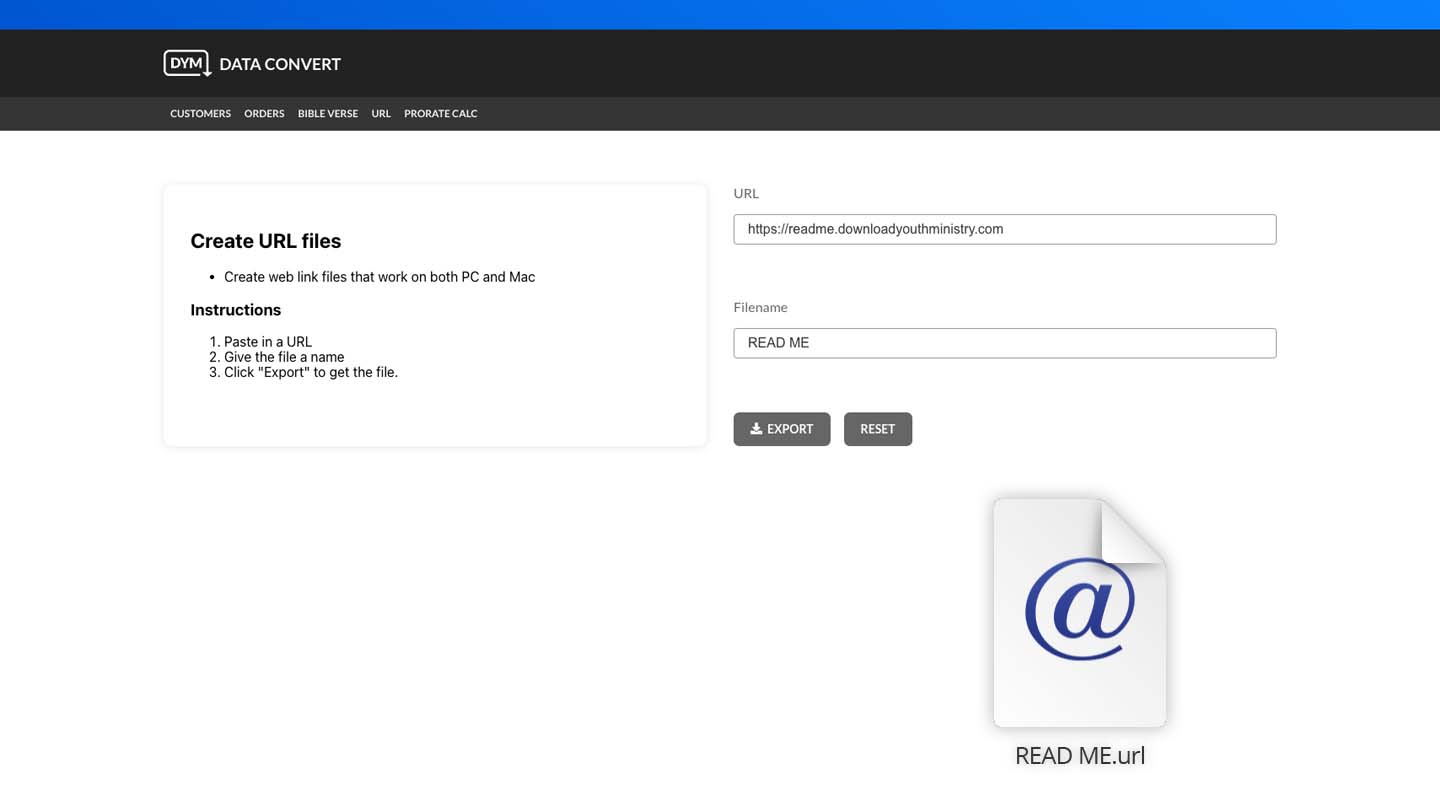 DYM DATA CONVERT
CUSTOMERS ORDERS BIBLE VERSE URL PRORATE CALC
Create URL files
• Create web link files that work on both PC and Mac
Instructions
1. Paste in a URL
2. Give the file a name
3. Click "Export" to get the file.
URL
https://readme.downloadyouthministry.com
Filename
READ ME
EXPORT RESET
@
READ ME.url